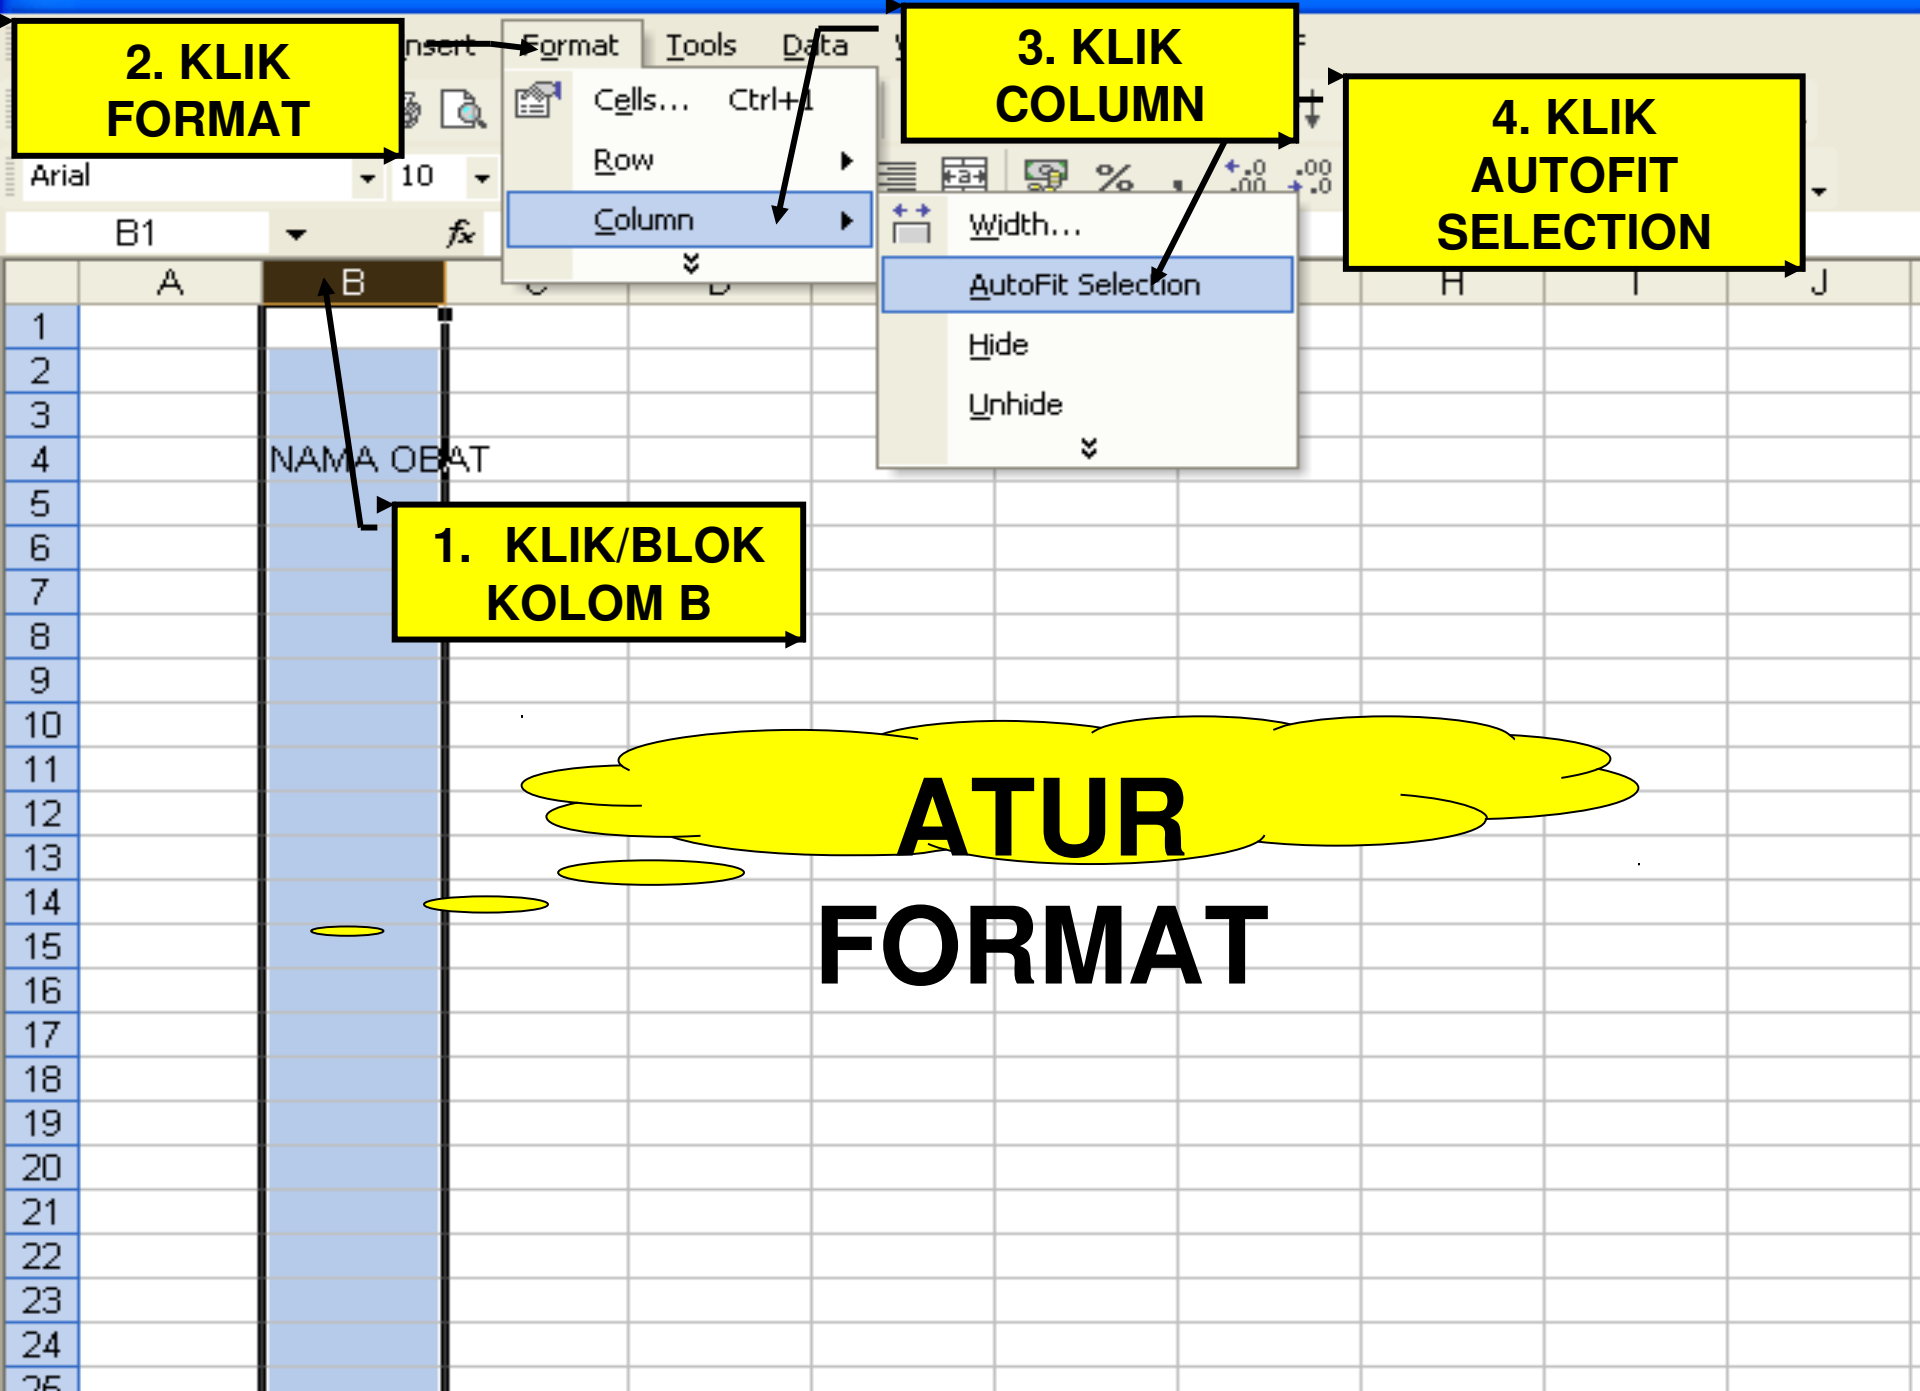 2. KLIK
FORMAT
Format
Tools
Data
3. KLIK
COLUMN
4. KLIK
AUTOFIT
SELECTION
Cells... Ctrl+1
Row
Column
Arial
10
B1
fx
Width...
AutoFit Selection
Hide
Unhide
A B H I J
1
2
3
4 NAMA OBAT
5
1. KLIK/BLOK
KOLOM B
6
7
8
9
10
11
12
13
14
15
16
17
18
19
20
21
22
23
24
25
ATUR
FORMAT